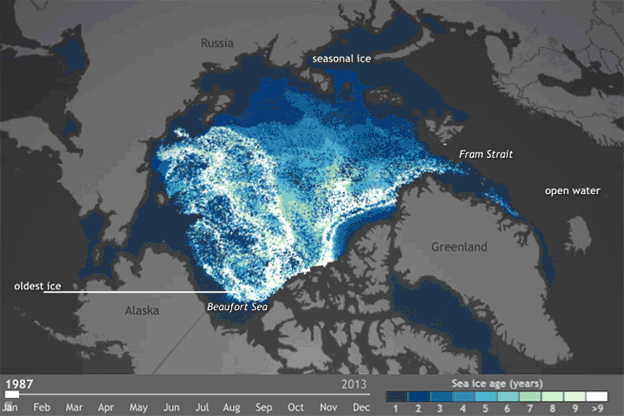 Russia
seasonal ice
Fram Strait
open water
Greenland
oldest ice
Alaska
Beaufort Sea
1987
2013
Jan Feb Mar Apr May Jun Jul Aug Sep Oct Nov Dec
Sea ice age (years)
1 2 3 4 5 6 7 8 9 >9